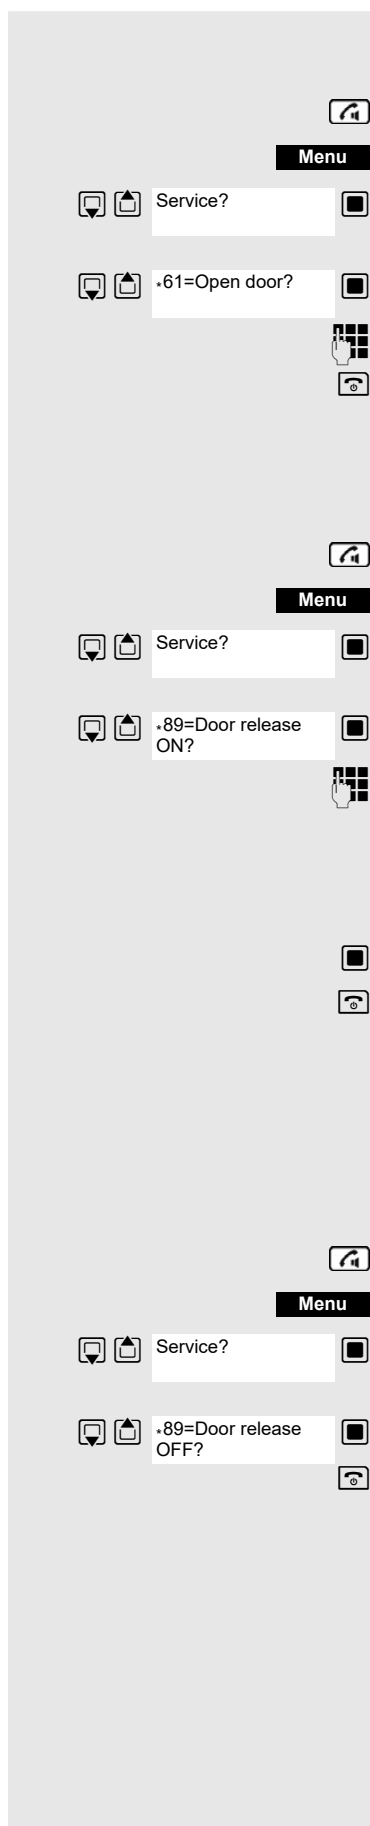 Menu
Service?
*61=Open door?
Menu
Service?
*89=Door release
ON?
Menu
Service?
*89=Door release
OFF?